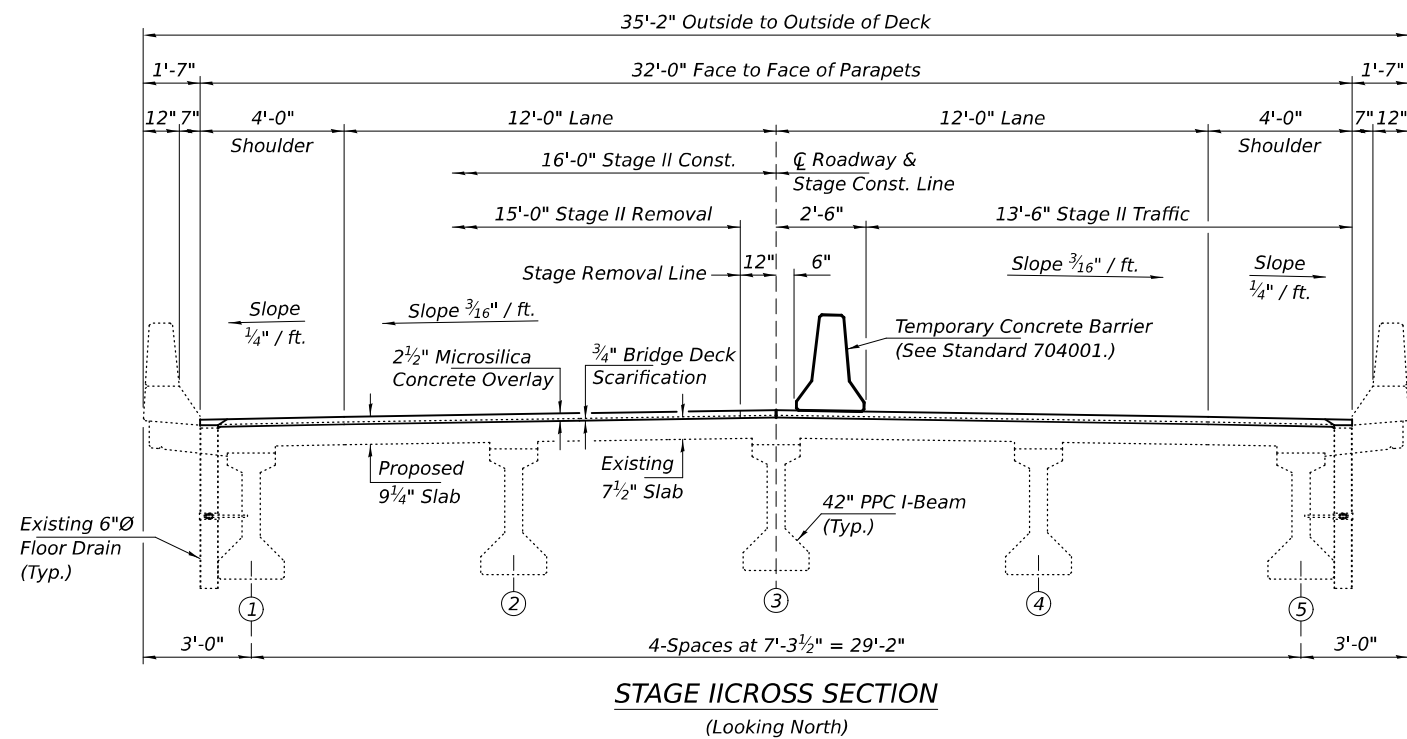 35'-2" Outside to Outside of Deck
1'-7"
32'-0" Face to Face of Parapets
1'-7"
12"
7"
4'-0"
Shoulder
12'-0" Lane
12'-0" Lane
4'-0"
Shoulder
7"
12"
16'-0" Stage II Const.
℄ Roadway &
Stage Const. Line
15'-0" Stage II Removal
2'-6"
13'-6" Stage II Traffic
Stage Removal Line
12"
6"
Slope 3/16" / ft.
Slope
1/4" / ft.
Slope
1/4" / ft.
Slope 3/16" / ft.
2½" Microsilica
Concrete Overlay
¾" Bridge Deck
Scarification
Temporary Concrete Barrier
(See Standard 704001.)
Proposed
9¼" Slab
Existing
7½" Slab
42" PPC I-Beam
(Typ.)
Existing 6"Ø
Floor Drain
(Typ.)
1
2
3
4
5
3'-0"
4-Spaces at 7'-3½" = 29'-2"
3'-0"
STAGE IICROSS SECTION
(Looking North)